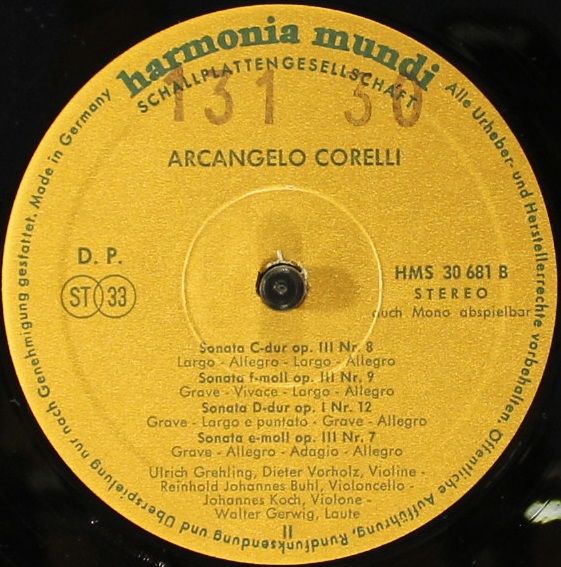 harmonia mundi
SCHALLPLATTENGESELLSCHAFT
131 30
Made in Germany
Alle Urheber- und Herstellerrechte vorbehalten. Öffentliche Aufführung, Rundfunksendung und Überspielung nur nach Genehmigung gestattet.
ARCANGELO CORELLI
D. P.
ST 33
HMS 30 681 B
STEREO
auch Mono abspielbar
Sonata C-dur op. III Nr. 8
Largo - Allegro - Largo - Allegro
Sonata f-moll op. III Nr. 9
Grave - Vivace - Largo - Allegro
Sonata D-dur op. I Nr. 12
Grave - Largo e puntato - Grave - Allegro
Sonata e-moll op. III Nr. 7
Grave - Allegro - Adagio - Allegro
Ulrich Grehling, Dieter Vorholz, Violine -
Reinhold Johannes Buhl, Violoncello -
Johannes Koch, Violone -
Walter Gerwig, Laute
II